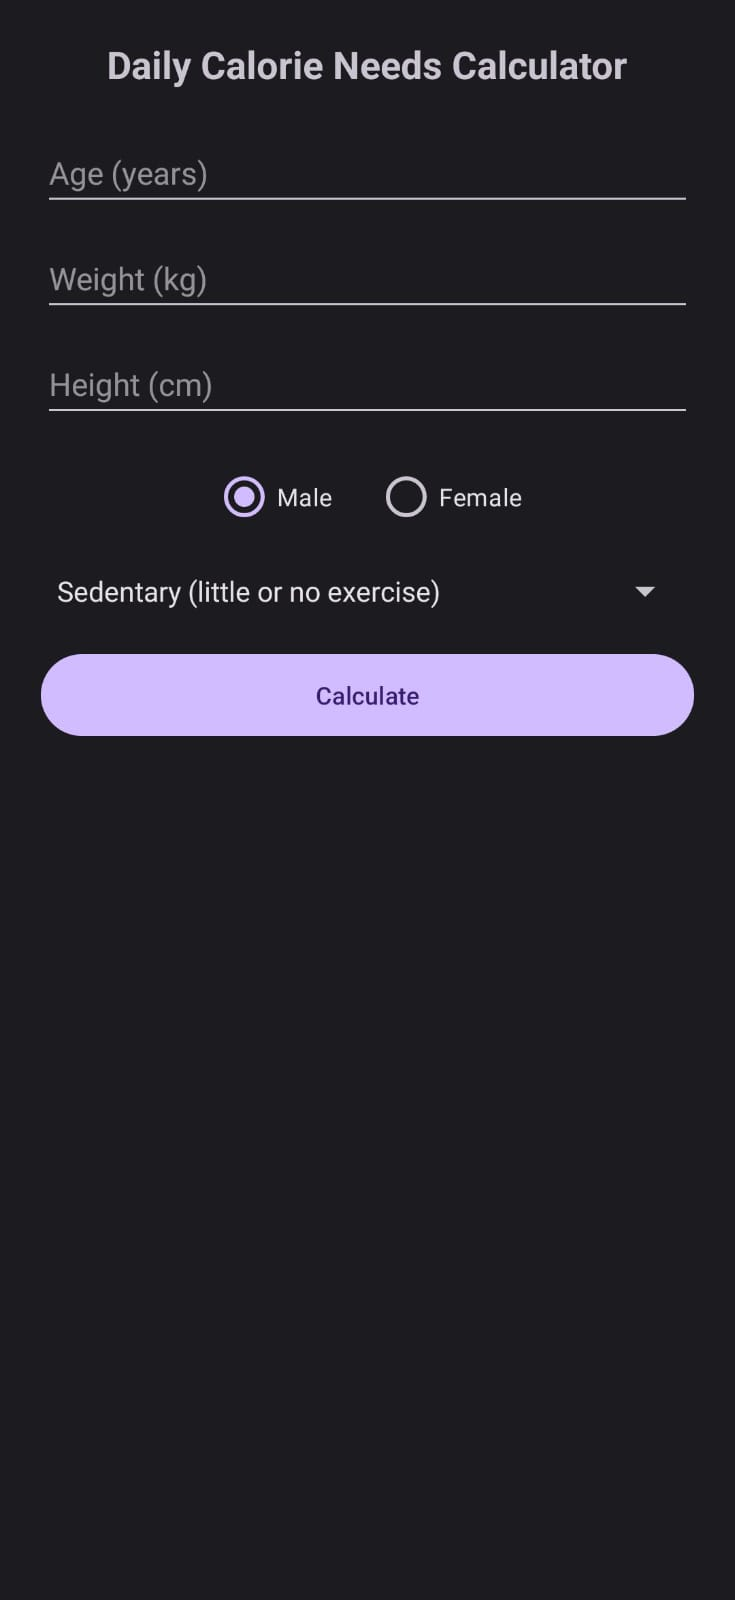 Daily Calorie Needs Calculator
Age (years)
Weight (kg)
Height (cm)
Male Female
Sedentary (little or no exercise)
Calculate